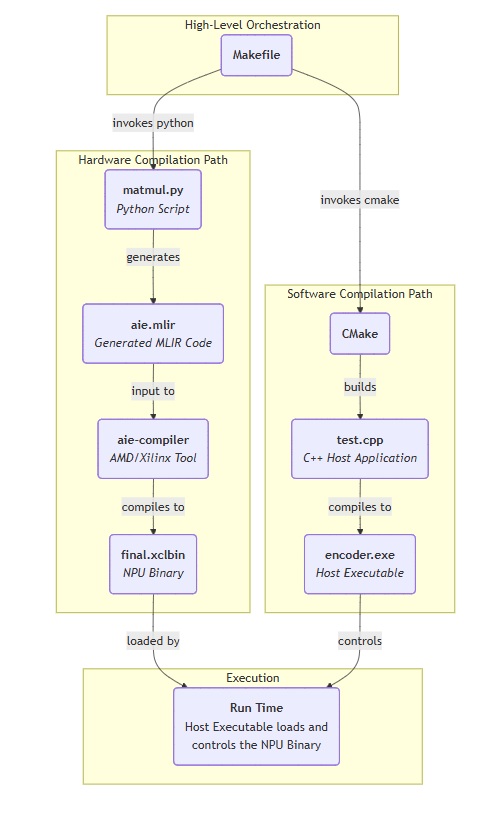 High-Level Orchestration
Makefile
invokes python
invokes cmake
Hardware Compilation Path
matmul.py
Python Script
generates
aie.mlir
Generated MLIR Code
input to
aie-compiler
AMD/Xilinx Tool
compiles to
final.xclbin
NPU Binary
loaded by
Software Compilation Path
CMake
builds
test.cpp
C++ Host Application
compiles to
encoder.exe
Host Executable
controls
Execution
Run Time
Host Executable loads and
controls the NPU Binary